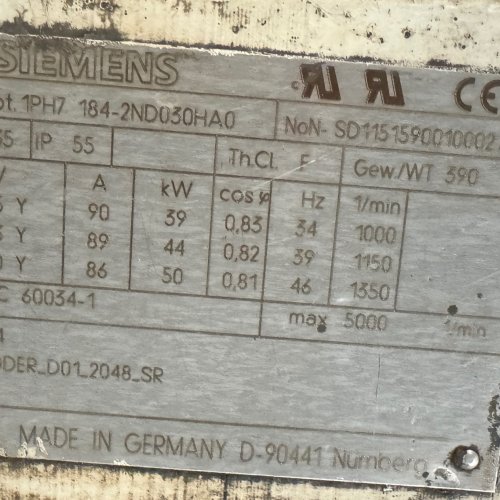 SIEMENS
1PH7 184-2ND030HA0 NoN- SD1151590010002
IP 55 Th.Cl. F Gew./WT 390
A kW cos φ Hz 1/min
Y 90 39 0,83 34 1000
Y 89 44 0,82 39 1150
Y 86 50 0,81 46 1350
60034-1 max 5000 1/min
D01_2048_SR
MADE IN GERMANY D-90441 Nürnberg